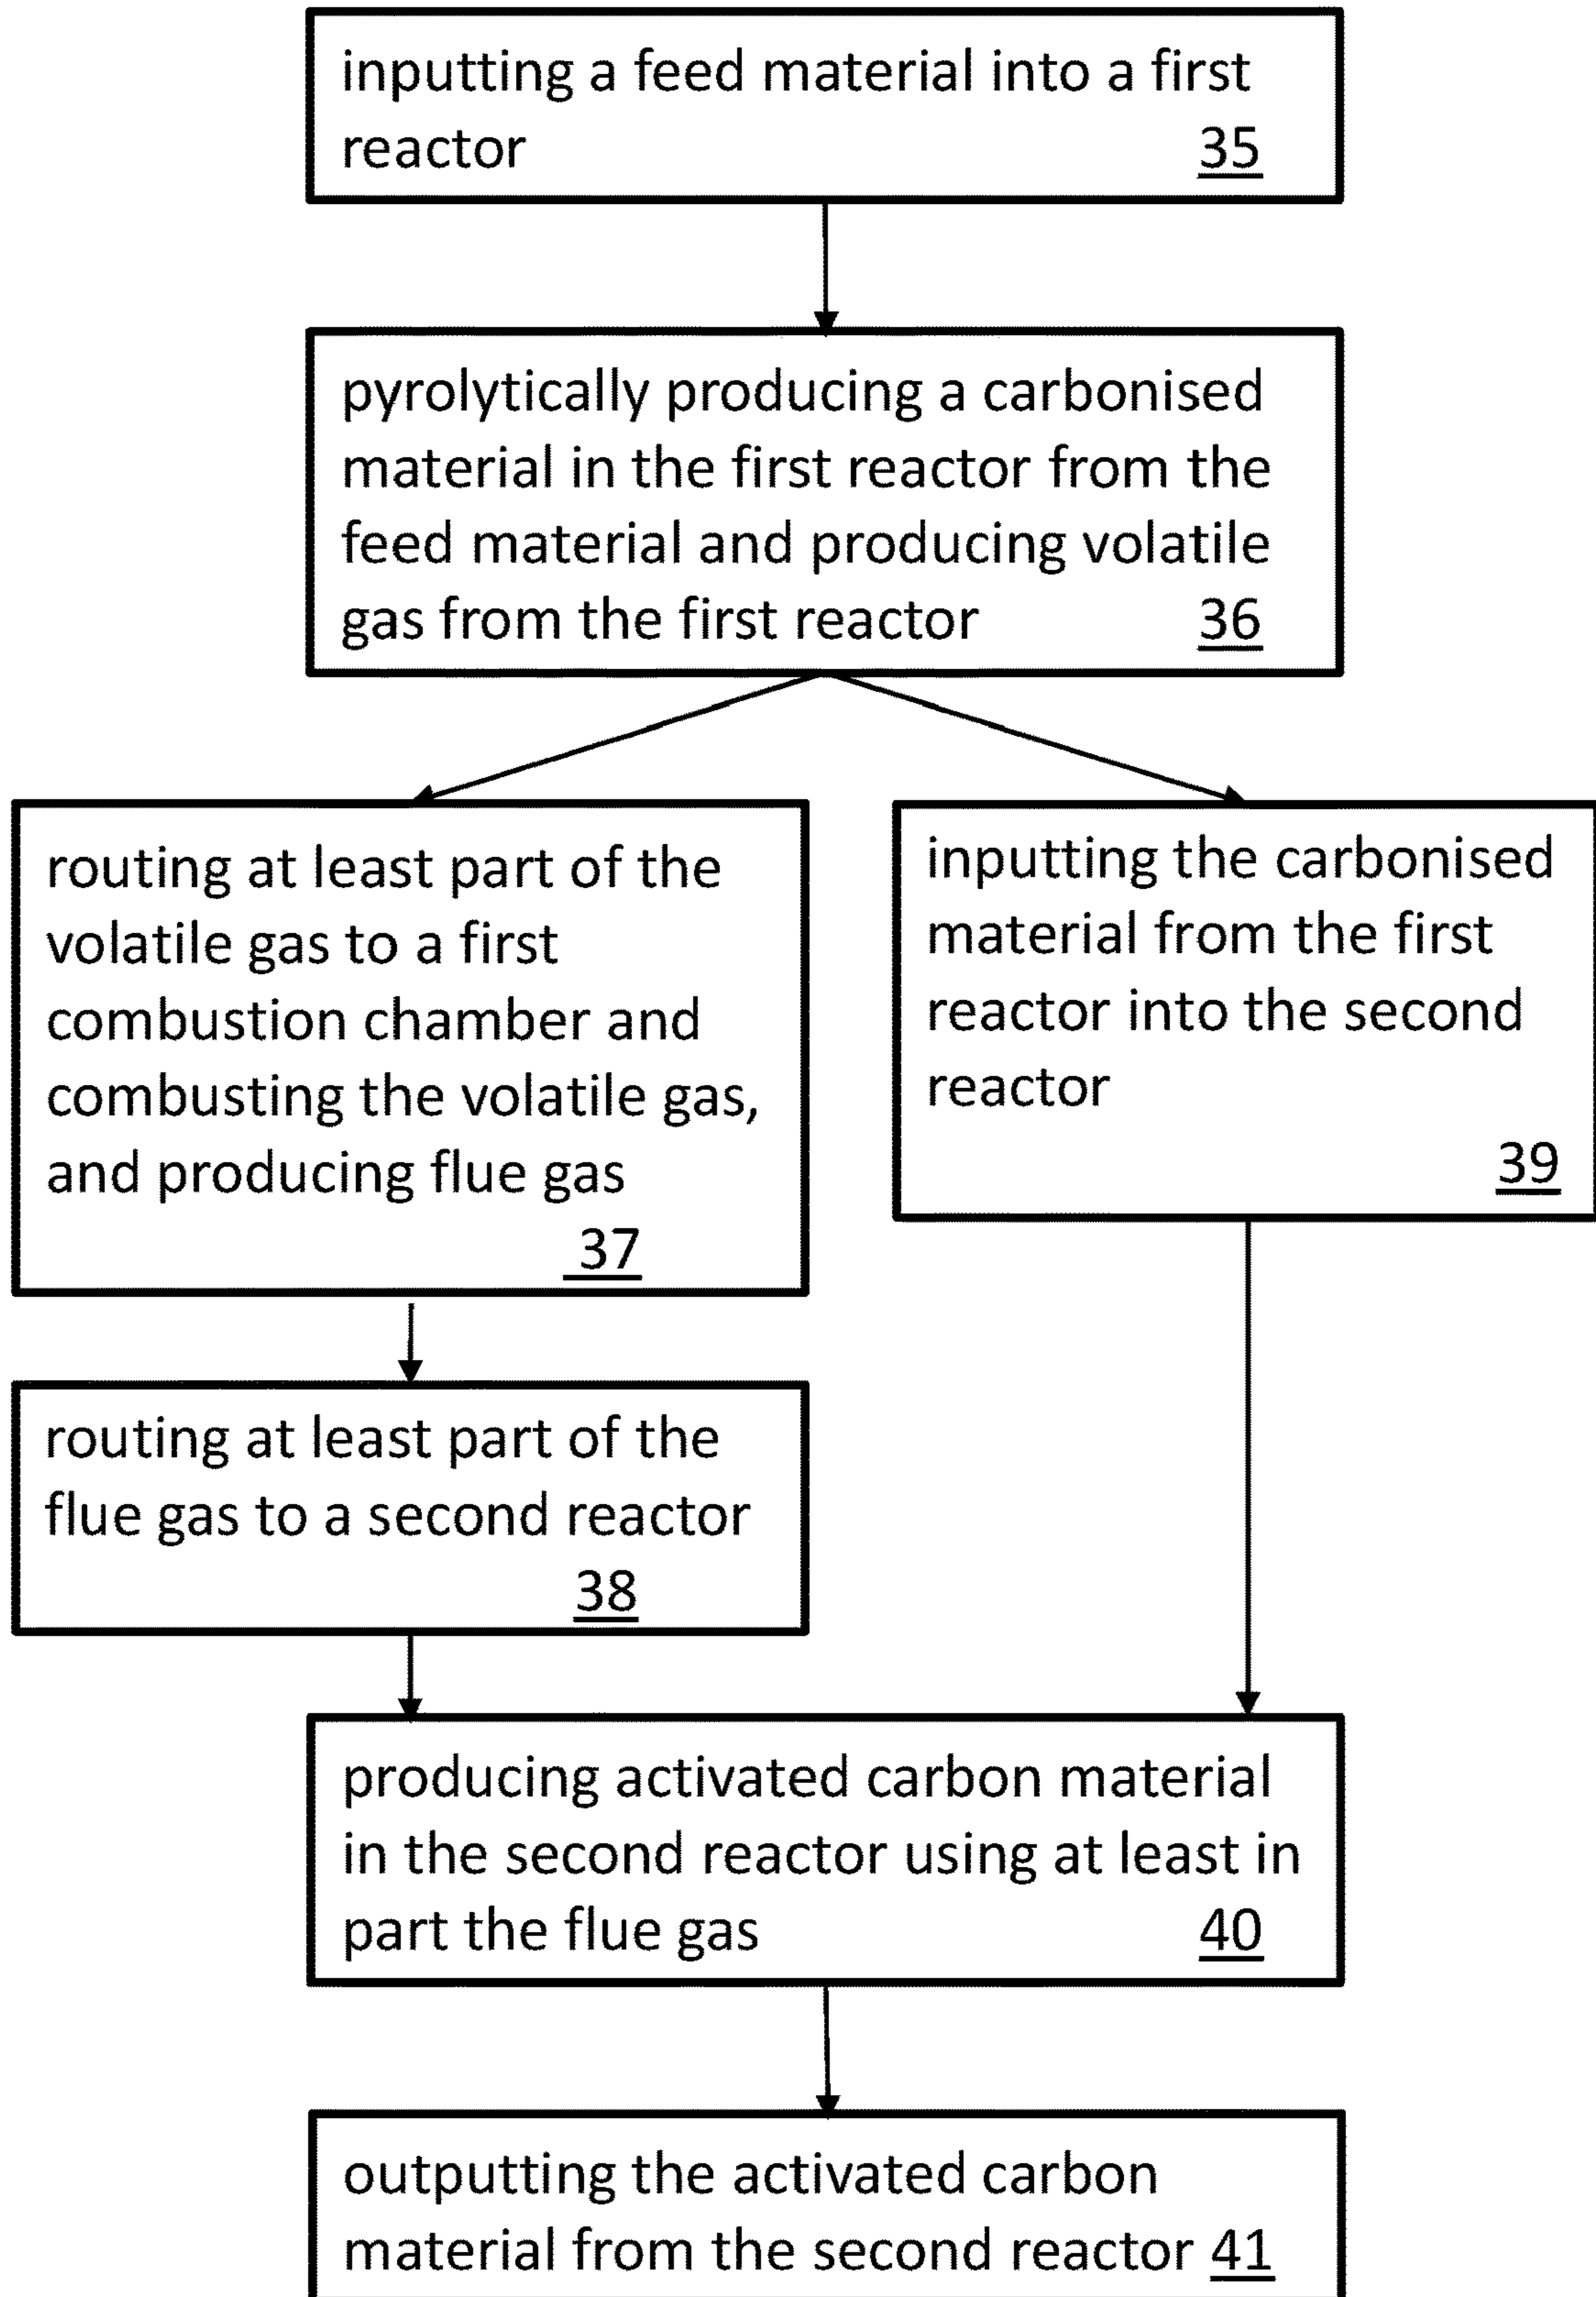 inputting a feed material into a first
reactor 35
pyrolytically producing a carbonised
material in the first reactor from the
feed material and producing volatile
gas from the first reactor 36
routing at least part of the
volatile gas to a first
combustion chamber and
combusting the volatile gas,
and producing flue gas
37
routing at least part of the
flue gas to a second reactor
38
inputting the carbonised
material from the first
reactor into the second
reactor
39
producing activated carbon material
in the second reactor using at least in
part the flue gas 40
outputting the activated carbon
material from the second reactor 41